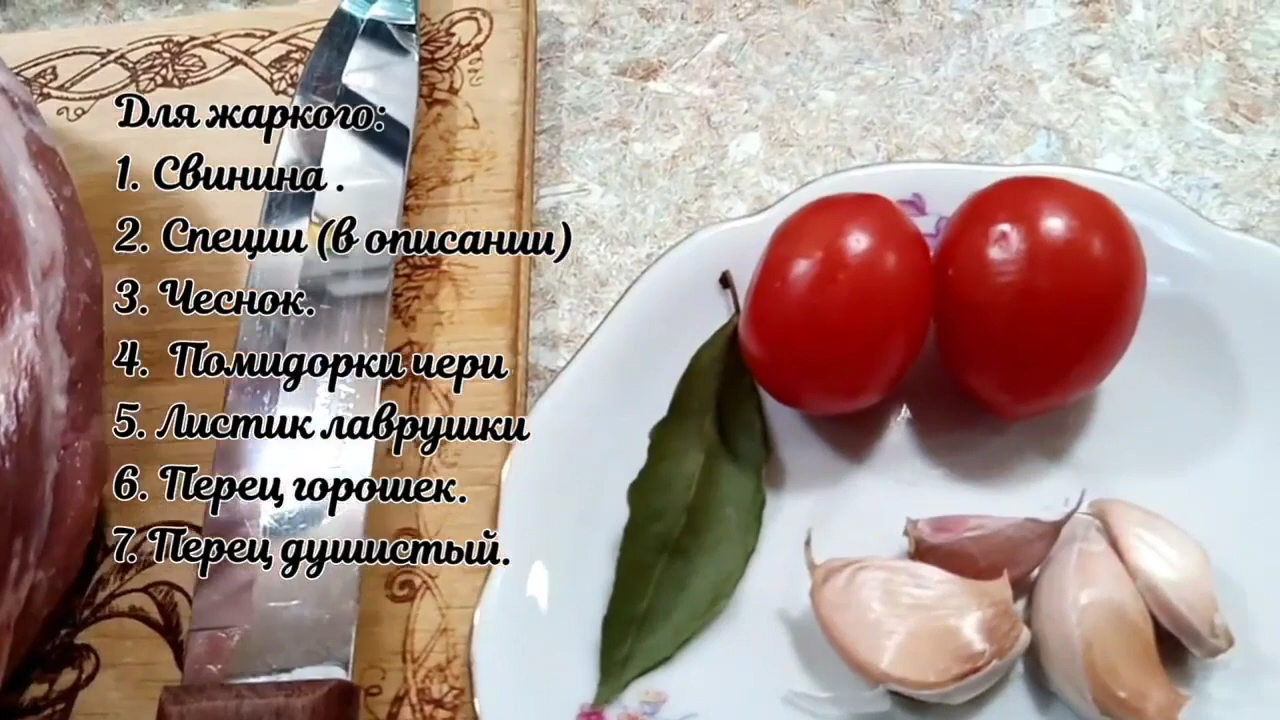 Для жаркого:
1. Свинина .
2. Специи (в описании)
3. Чеснок.
4. Помидорки чери
5. Листик лаврушки
6. Перец горошек.
7. Перец душистый.